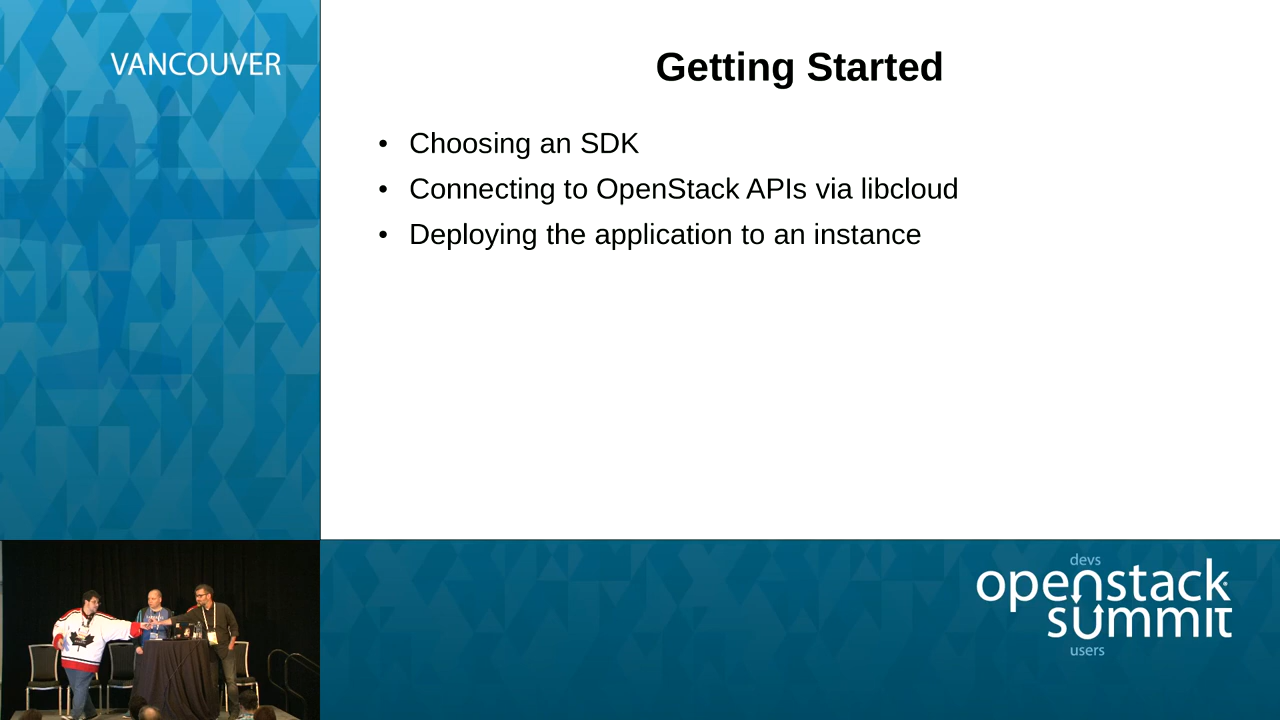 VANCOUVER
Getting Started
• Choosing an SDK
• Connecting to OpenStack APIs via libcloud
• Deploying the application to an instance
devs
openstack
summit
users